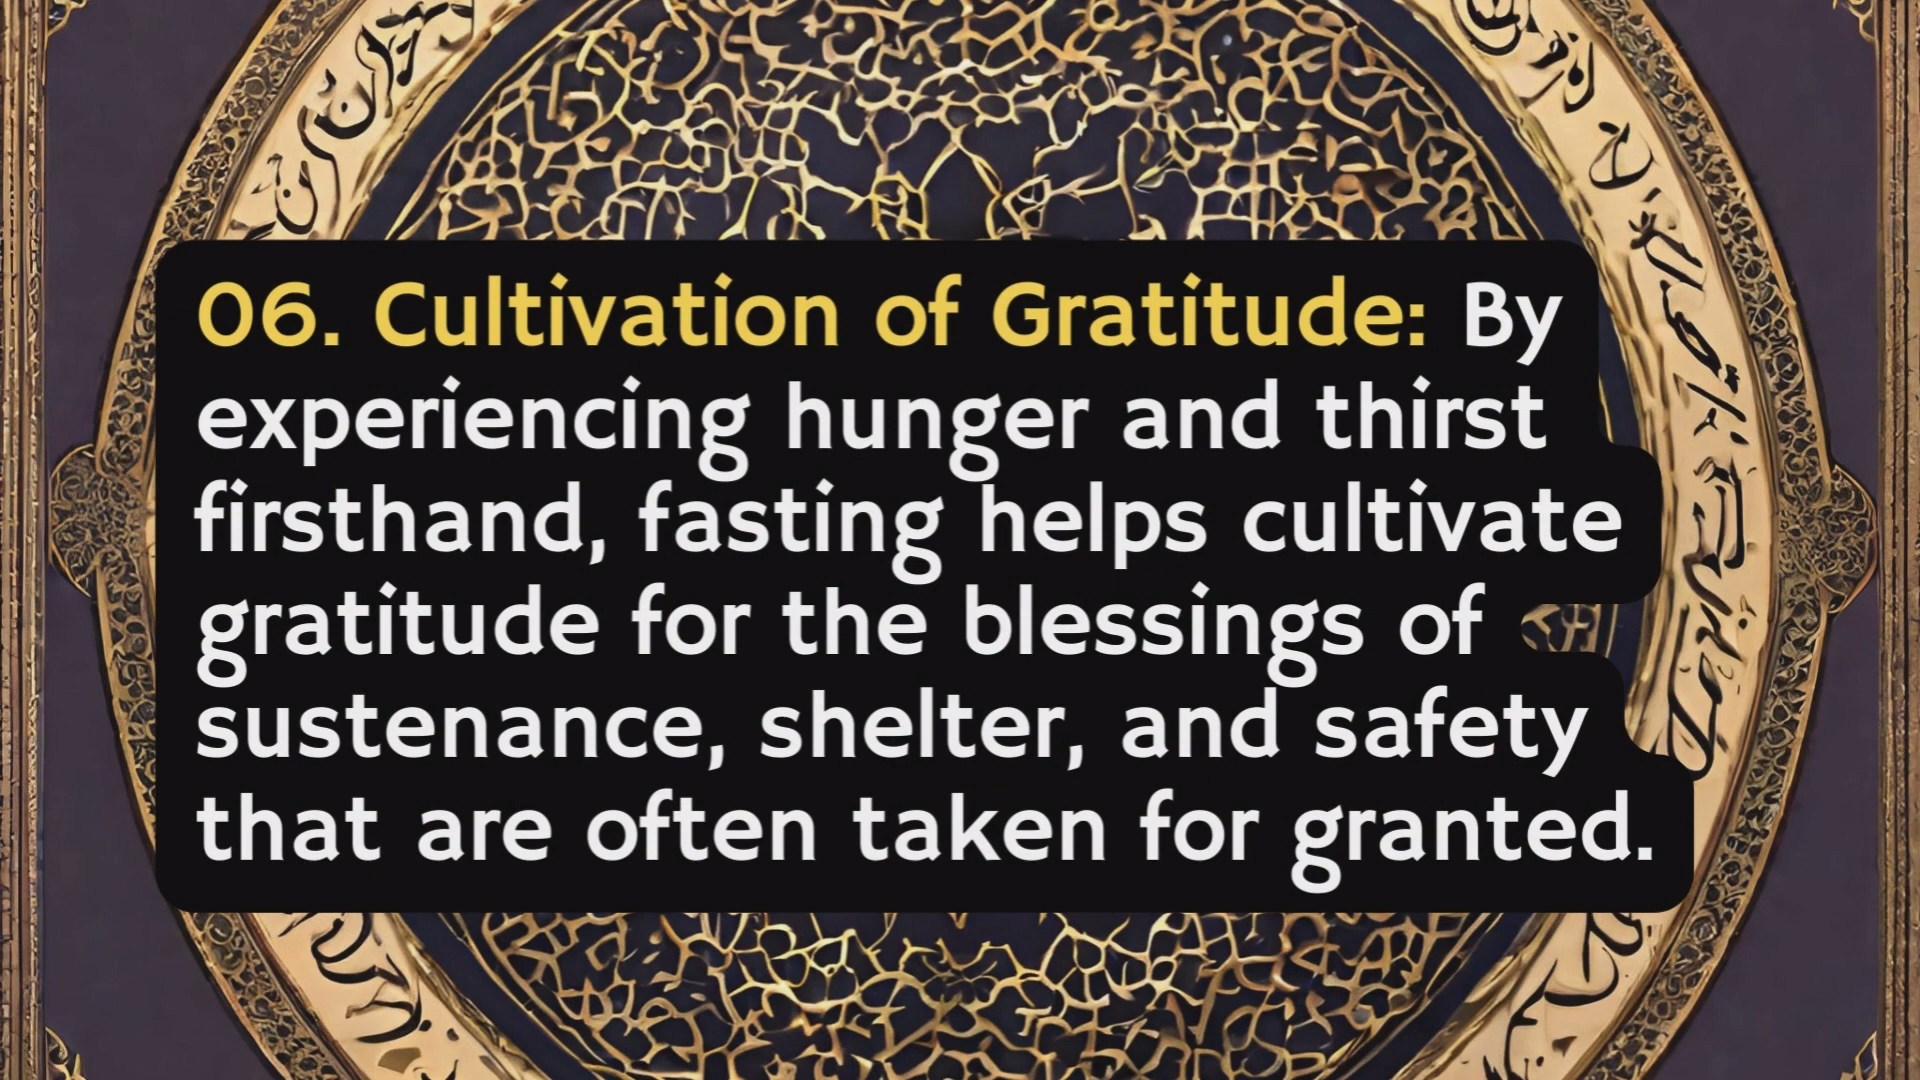 06. Cultivation of Gratitude: By
experiencing hunger and thirst
firsthand, fasting helps cultivate
gratitude for the blessings of
sustenance, shelter, and safety
that are often taken for granted.